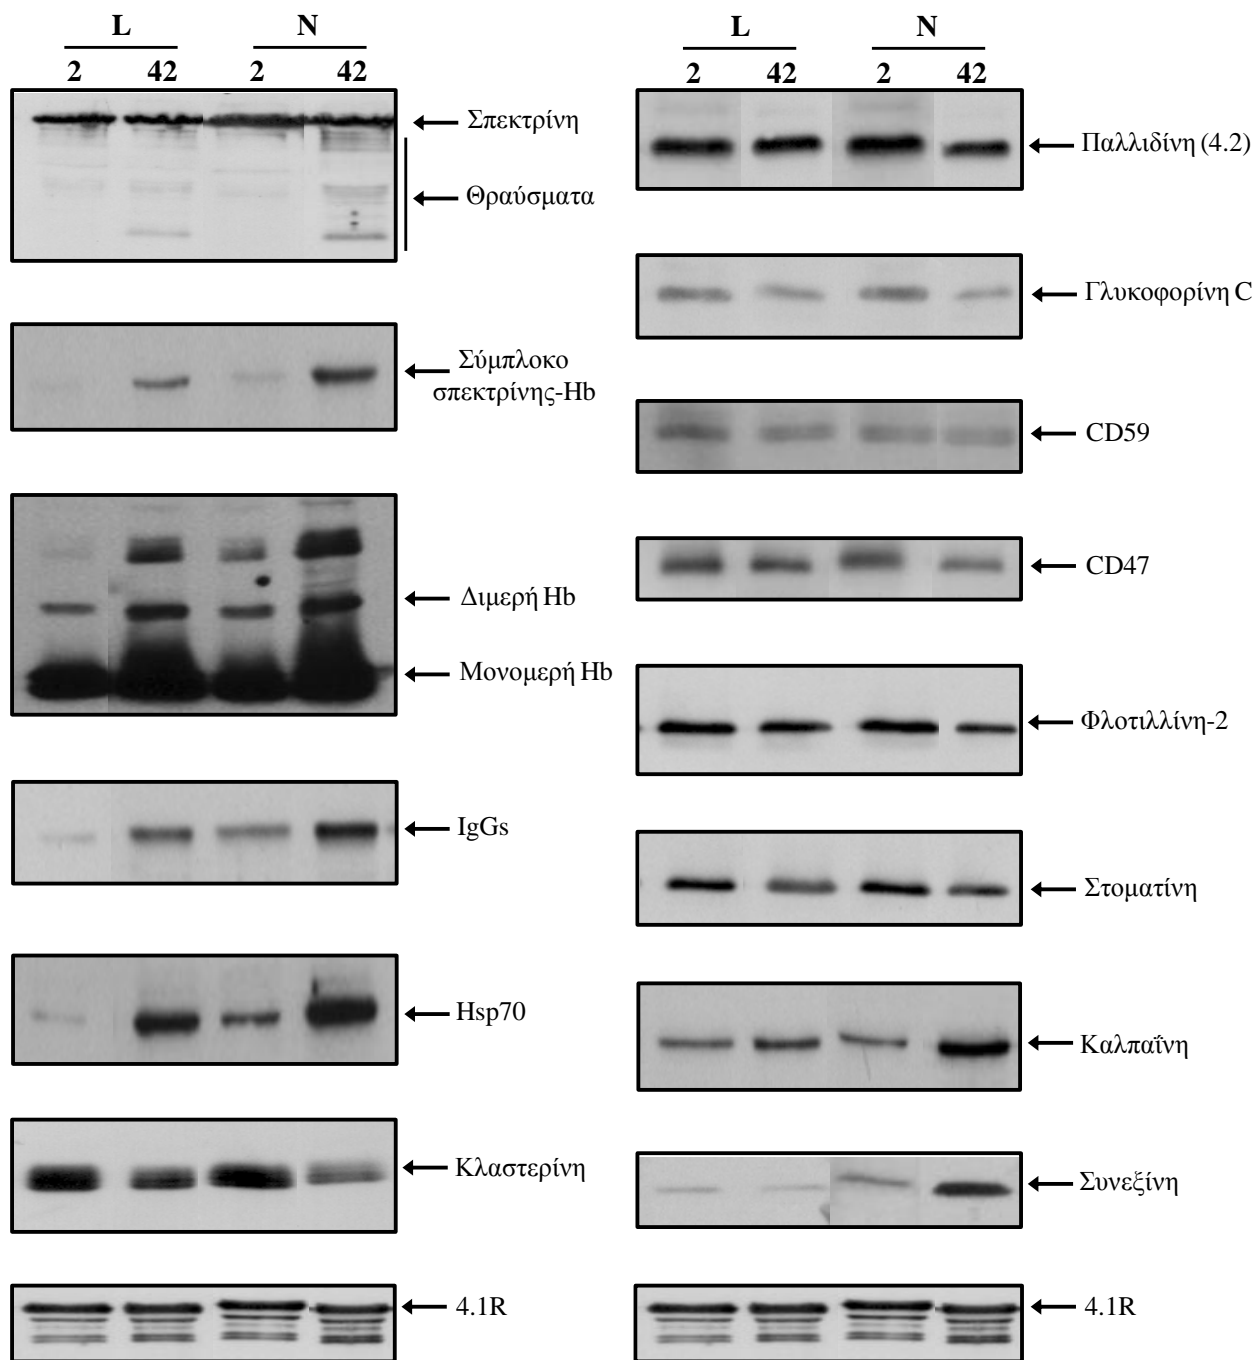 L N
2 42 2 42
Σπεκτρίνη
Θραύσματα
Σύμπλοκο
σπεκτρίνης-Hb
Διμερή Hb
Μονομερή Hb
IgGs
Hsp70
Κλαστερίνη
4.1R
L N
2 42 2 42
Παλλιδίνη (4.2)
Γλυκοφορίνη C
CD59
CD47
Φλοτιλλίνη-2
Στοματίνη
Καλπαΐνη
Συνεξίνη
4.1R